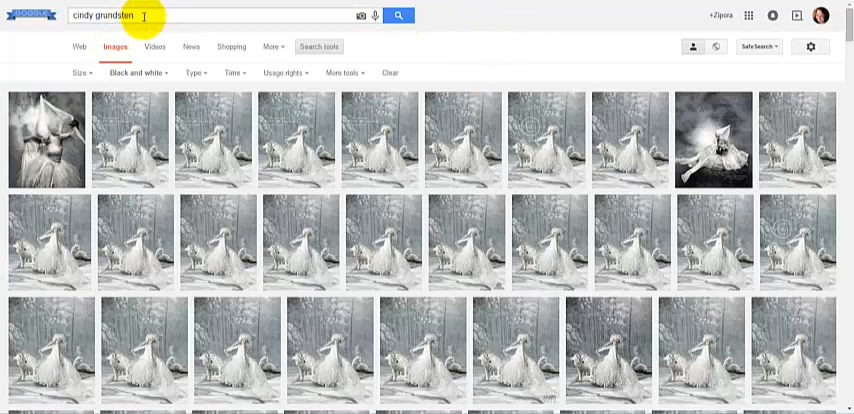 GOOGLE
cindy grundsten
+Zipora
Web Images Videos News Shopping More Search tools
SafeSearch
Size Black and white Type Time Usage rights More tools Clear